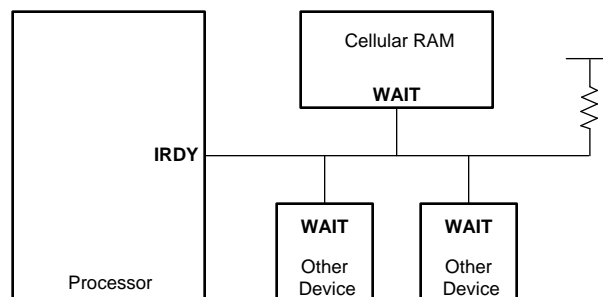 Cellular RAM
WAIT
IRDY
WAIT
Other
Device
WAIT
Other
Device
Processor